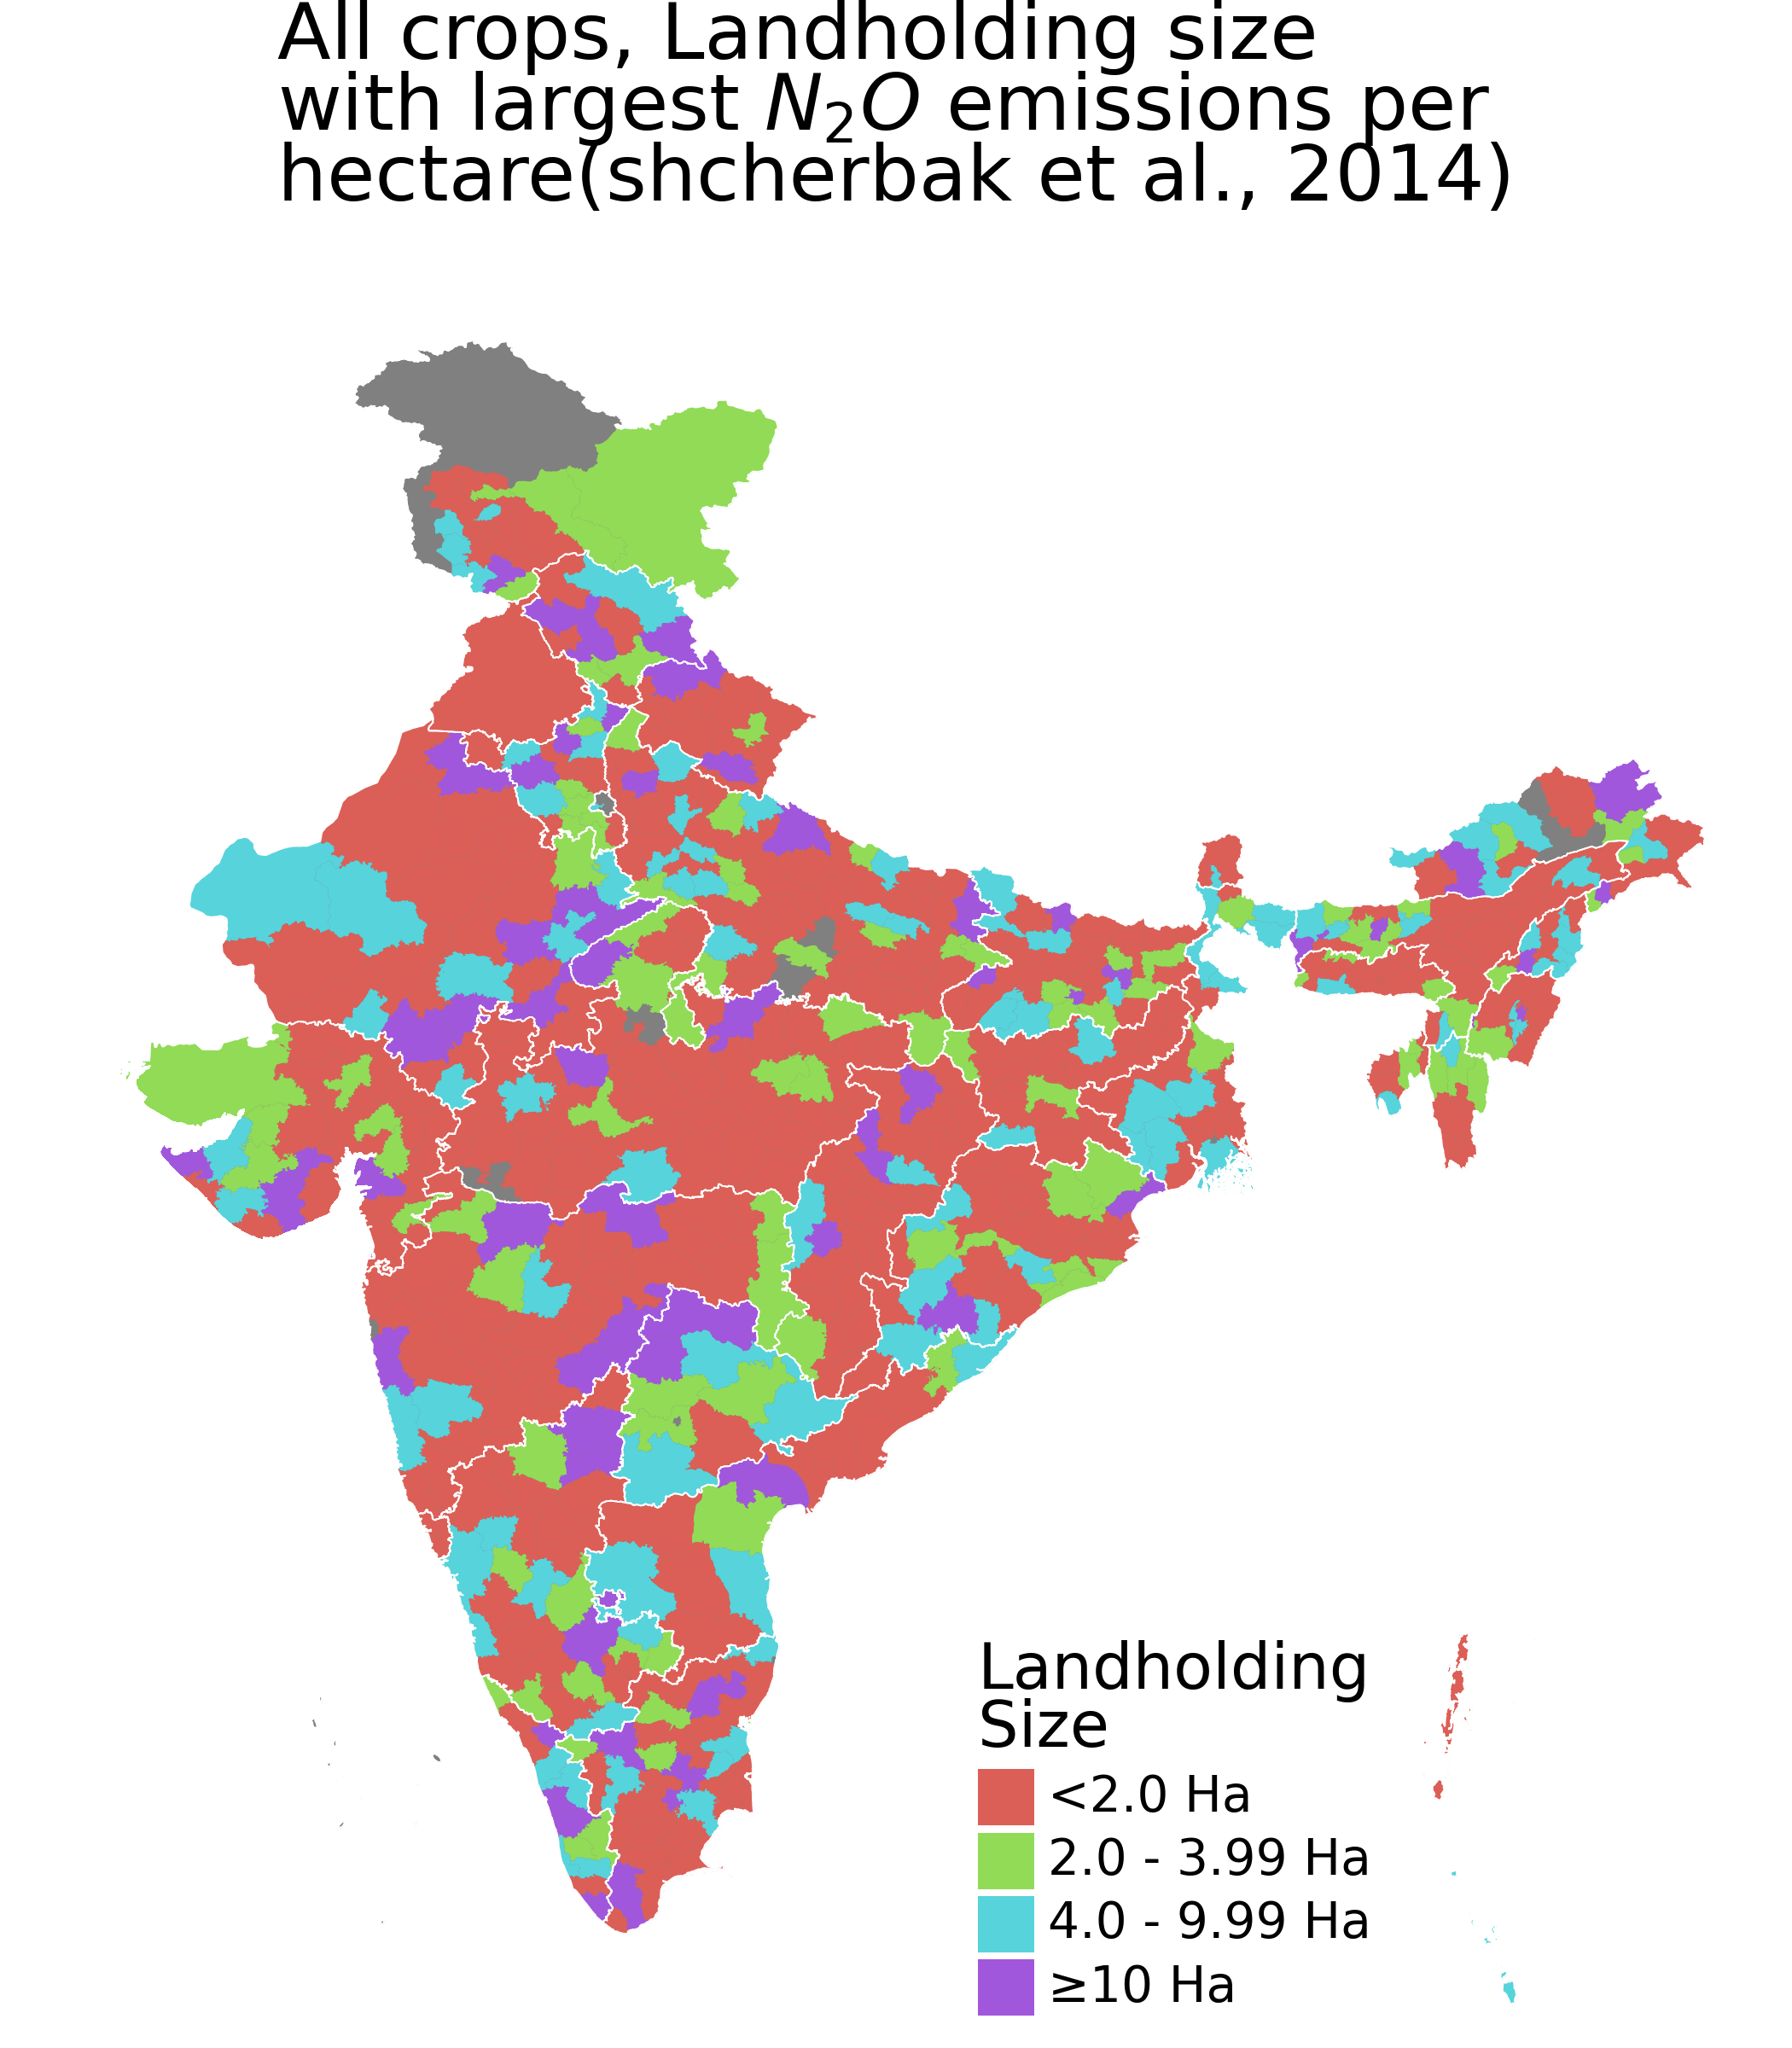 All crops, Landholding size
with largest N₂O emissions per
hectare(shcherbak et al., 2014)
Landholding
Size
<2.0 Ha
2.0 - 3.99 Ha
4.0 - 9.99 Ha
≥10 Ha